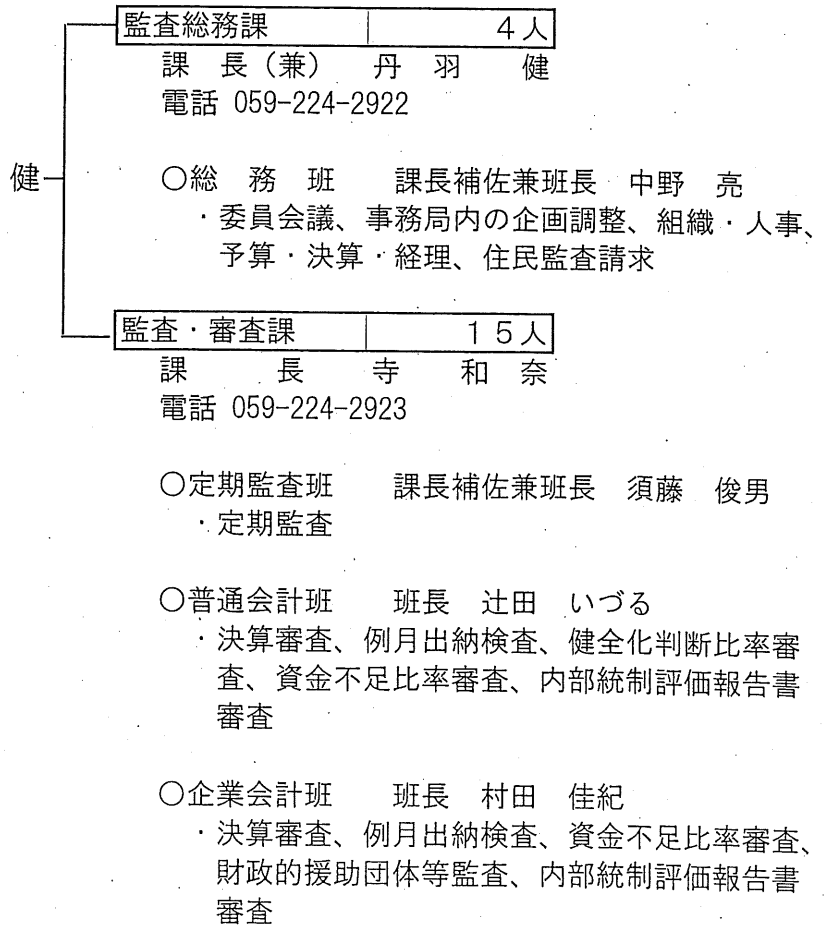 監査総務課 4人
課長(兼) 丹羽 健
電話 059-224-2922
健
○総務班 課長補佐兼班長 中野 亮
・委員会議、事務局内の企画調整、組織・人事、
予算・決算・経理、住民監査請求
監査・審査課 15人
課長 寺 和奈
電話 059-224-2923
○定期監査班 課長補佐兼班長 須藤 俊男
・定期監査
○普通会計班 班長 辻田 いづる
・決算審査、例月出納検査、健全化判断比率審
査、資金不足比率審査、内部統制評価報告書
審査
○企業会計班 班長 村田 佳紀
・決算審査、例月出納検査、資金不足比率審査、
財政的援助団体等監査、内部統制評価報告書
審査